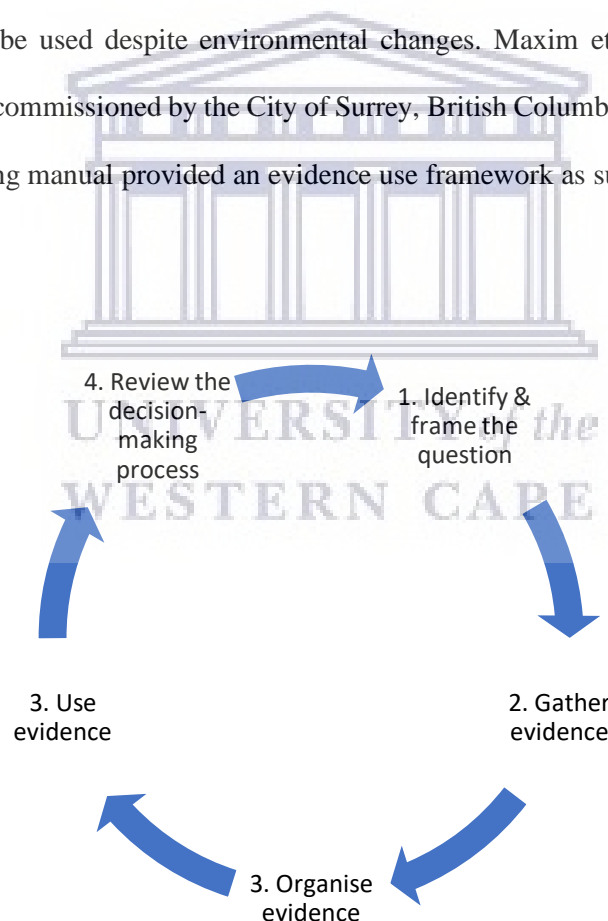 be used despite environmental changes. Maxim et
commissioned by the City of Surrey, British Columb
ng manual provided an evidence use framework as su
4. Review the
decision-
making
process
1. Identify &
frame the
question
UNIVERSITY of the
WESTERN CAPE
3. Use
evidence
2. Gather
evidence
3. Organise
evidence